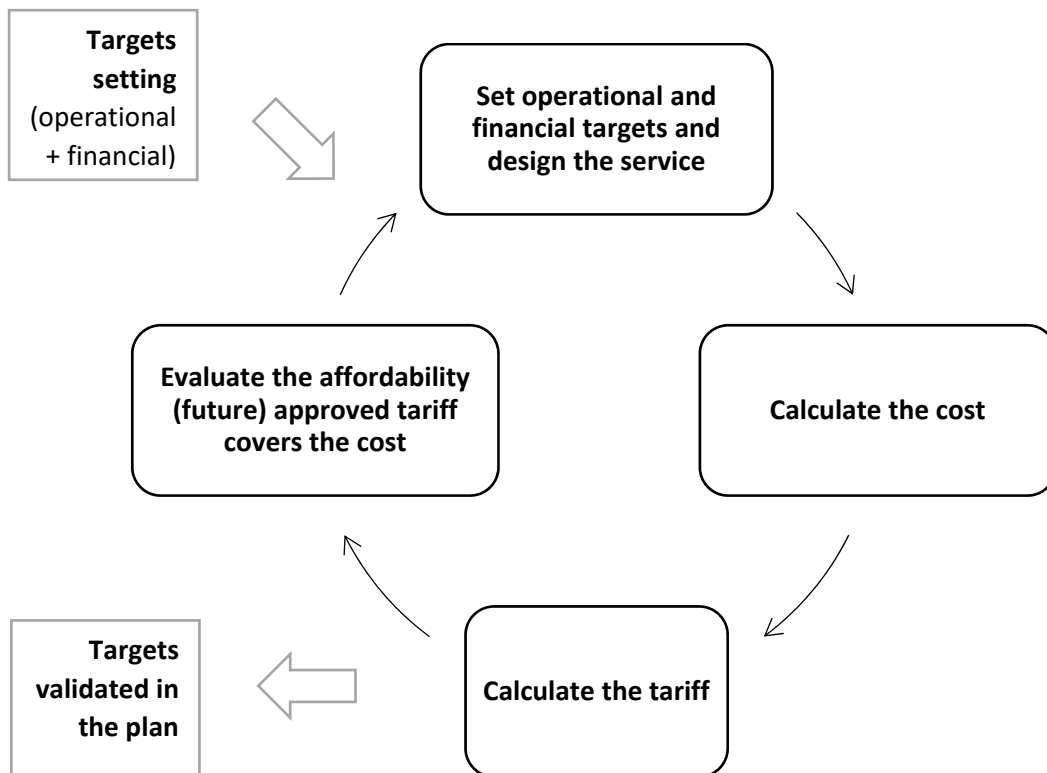 Targets
setting
(operational
+ financial)
Set operational and
financial targets and
design the service
Evaluate the affordability
(future) approved tariff
covers the cost
Calculate the cost
Targets
validated in
the plan
Calculate the tariff